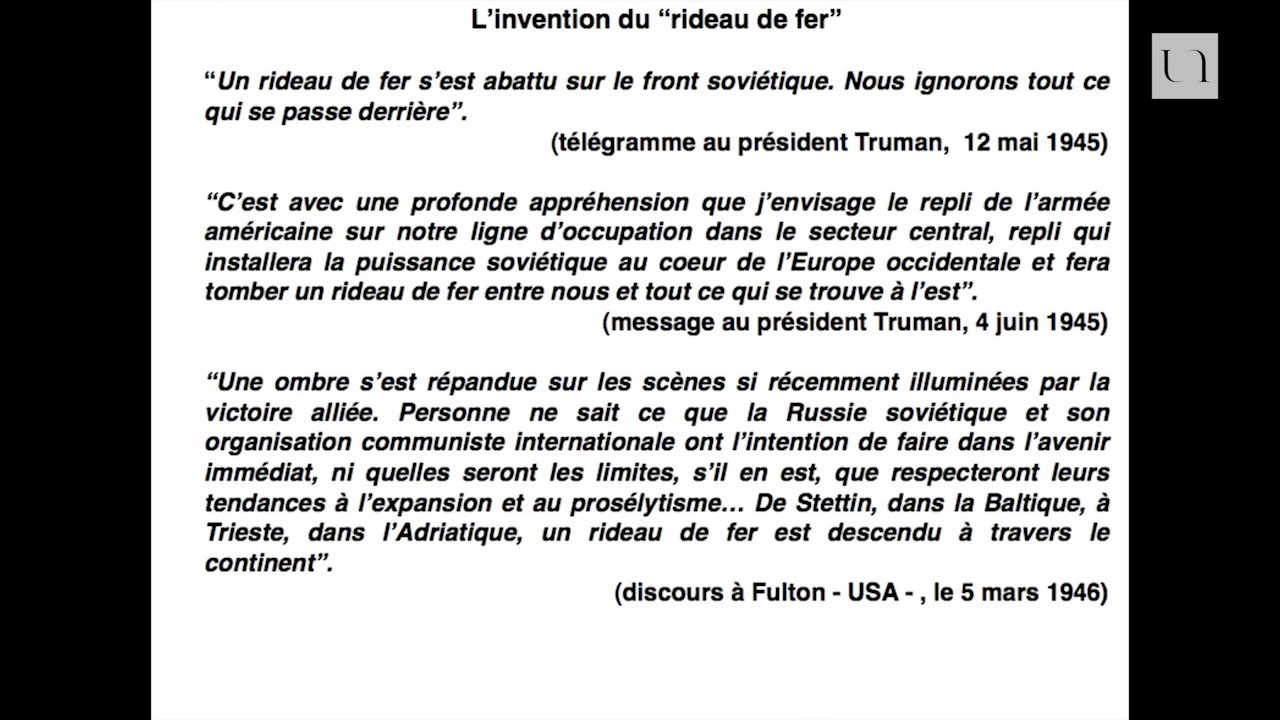 L’invention du “rideau de fer”
“Un rideau de fer s’est abattu sur le front soviétique. Nous ignorons tout ce
qui se passe derrière”.
(télégramme au président Truman,  12 mai 1945)
“C’est avec une profonde appréhension que j’envisage le repli de l’armée
américaine sur notre ligne d’occupation dans le secteur central, repli qui
installera la puissance soviétique au coeur de l’Europe occidentale et fera
tomber un rideau de fer entre nous et tout ce qui se trouve à l’est”.
(message au président Truman, 4 juin 1945)
“Une ombre s’est répandue sur les scènes si récemment illuminées par la
victoire alliée. Personne ne sait ce que la Russie soviétique et son
organisation communiste internationale ont l’intention de faire dans l’avenir
immédiat, ni quelles seront les limites, s’il en est, que respecteront leurs
tendances à l’expansion et au prosélytisme… De Stettin, dans la Baltique, à
Trieste, dans l’Adriatique, un rideau de fer est descendu à travers le
continent”.
(discours à Fulton - USA - , le 5 mars 1946)